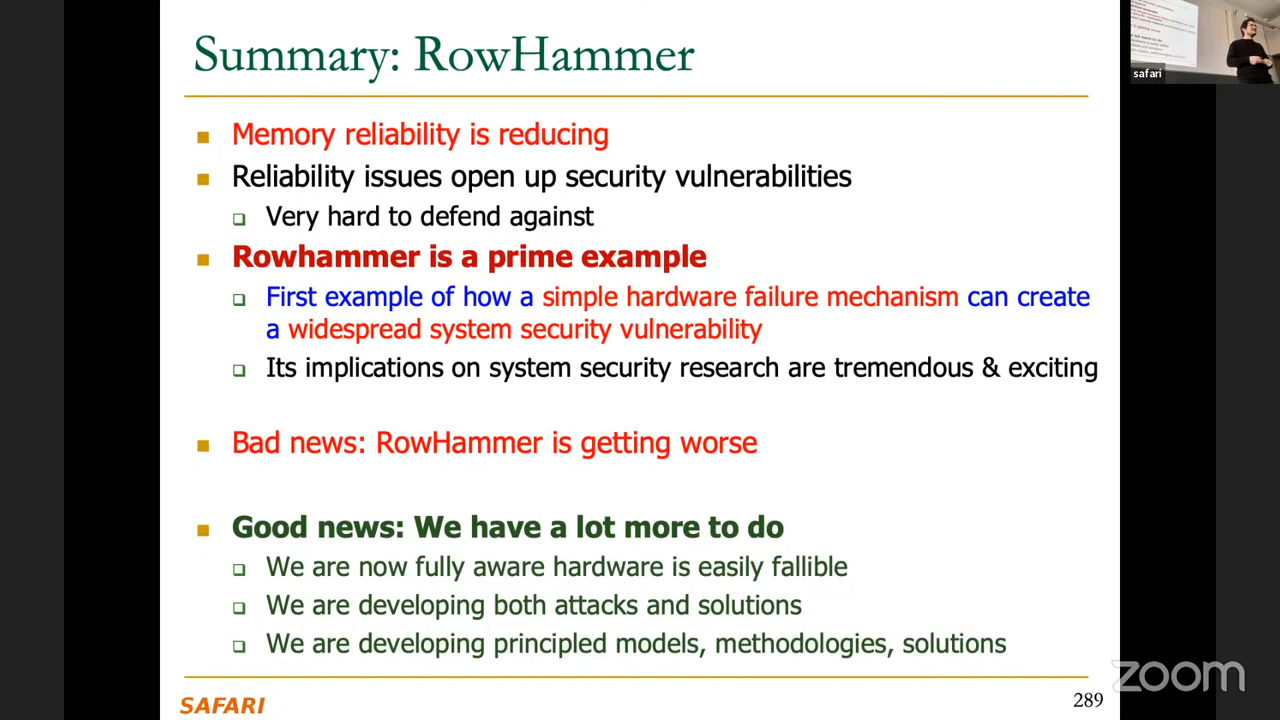 Summary: RowHammer
Memory reliability is reducing
Reliability issues open up security vulnerabilities
Very hard to defend against
Rowhammer is a prime example
First example of how a simple hardware failure mechanism can create
a widespread system security vulnerability
Its implications on system security research are tremendous & exciting
Bad news: RowHammer is getting worse
Good news: We have a lot more to do
We are now fully aware hardware is easily fallible
We are developing both attacks and solutions
We are developing principled models, methodologies, solutions
SAFARI
289
safari
zoom